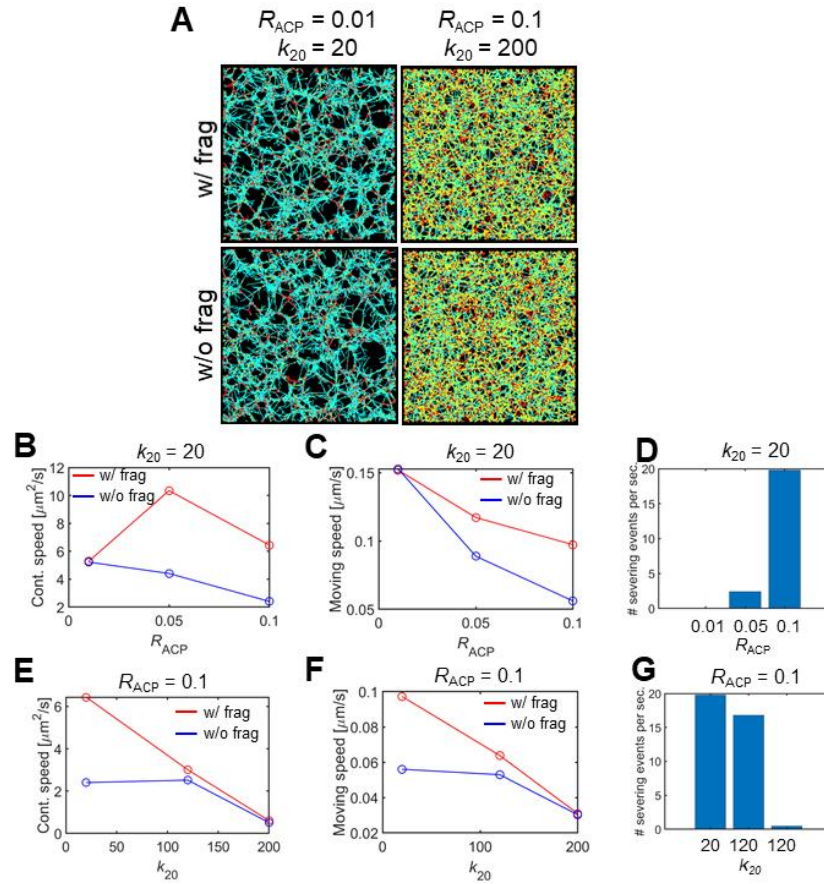 A
R_ACP = 0.01
k_20 = 20
R_ACP = 0.1
k_20 = 200
w/ frag
w/o frag
B
k_20 = 20
Cont. speed [μm²/s]
12
10
8
6
4
2
w/ frag
w/o frag
0
0.05
0.1
R_ACP
C
k_20 = 20
Moving speed [μm/s]
0.15
0.1
0.05
w/ frag
w/o frag
0
0.05
0.1
R_ACP
D
k_20 = 20
# severing events per sec.
20
15
10
5
0
0.01 0.05 0.1
R_ACP
E
R_ACP = 0.1
Cont. speed [μm²/s]
6
4
2
0
w/ frag
w/o frag
0 50 100 150 200
k_20
F
R_ACP = 0.1
Moving speed [μm/s]
0.1
0.08
0.06
0.04
0.02
w/ frag
w/o frag
0
100
200
k_20
G
R_ACP = 0.1
# severing events per sec.
20
15
10
5
0
20 120 120
k_20